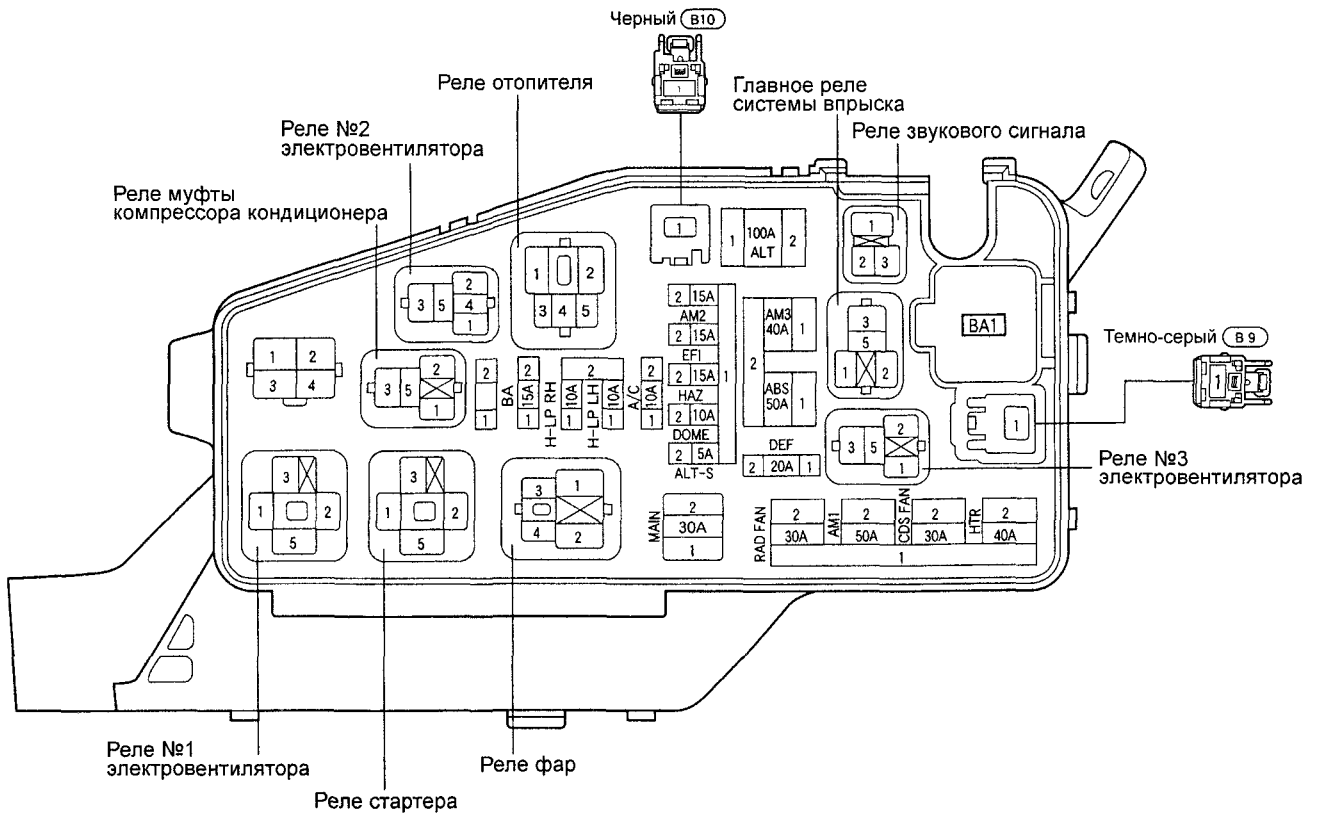 Черный B10
Реле отопителя
Главное реле
системы впрыска
Реле №2
электровентилятора
Реле звукового сигнала
Реле муфты
компрессора кондиционера
1
1
1 100A 2
ALT
1
2 3
1 2
3 4 5
2
3 5 4
1
2 15A
AM2
2 15A
EFI
2 15A
HAZ
2 10A
DOME
2 5A
ALT-S
1
AM3
40A 1
2
ABS
50A 1
3
5
1 2
BA1
Темно-серый B9
1
1
1 2
3 4
2
3 5
1
2
1
BA
2
15A
1
H-LP RH
2
10A
1
H-LP LH
10A
1
A/C
2
10A
1
DEF
2 20A 1
2
3 5
1
Реле №3
электровентилятора
3
1 2
5
3
1 2
5
3 1
4 2
MAIN
2
30A
1
RAD FAN
2
30A
AM1
2
50A
CDS FAN
2
30A
HTR
2
40A
1
Реле №1
электровентилятора
Реле стартера
Реле фар